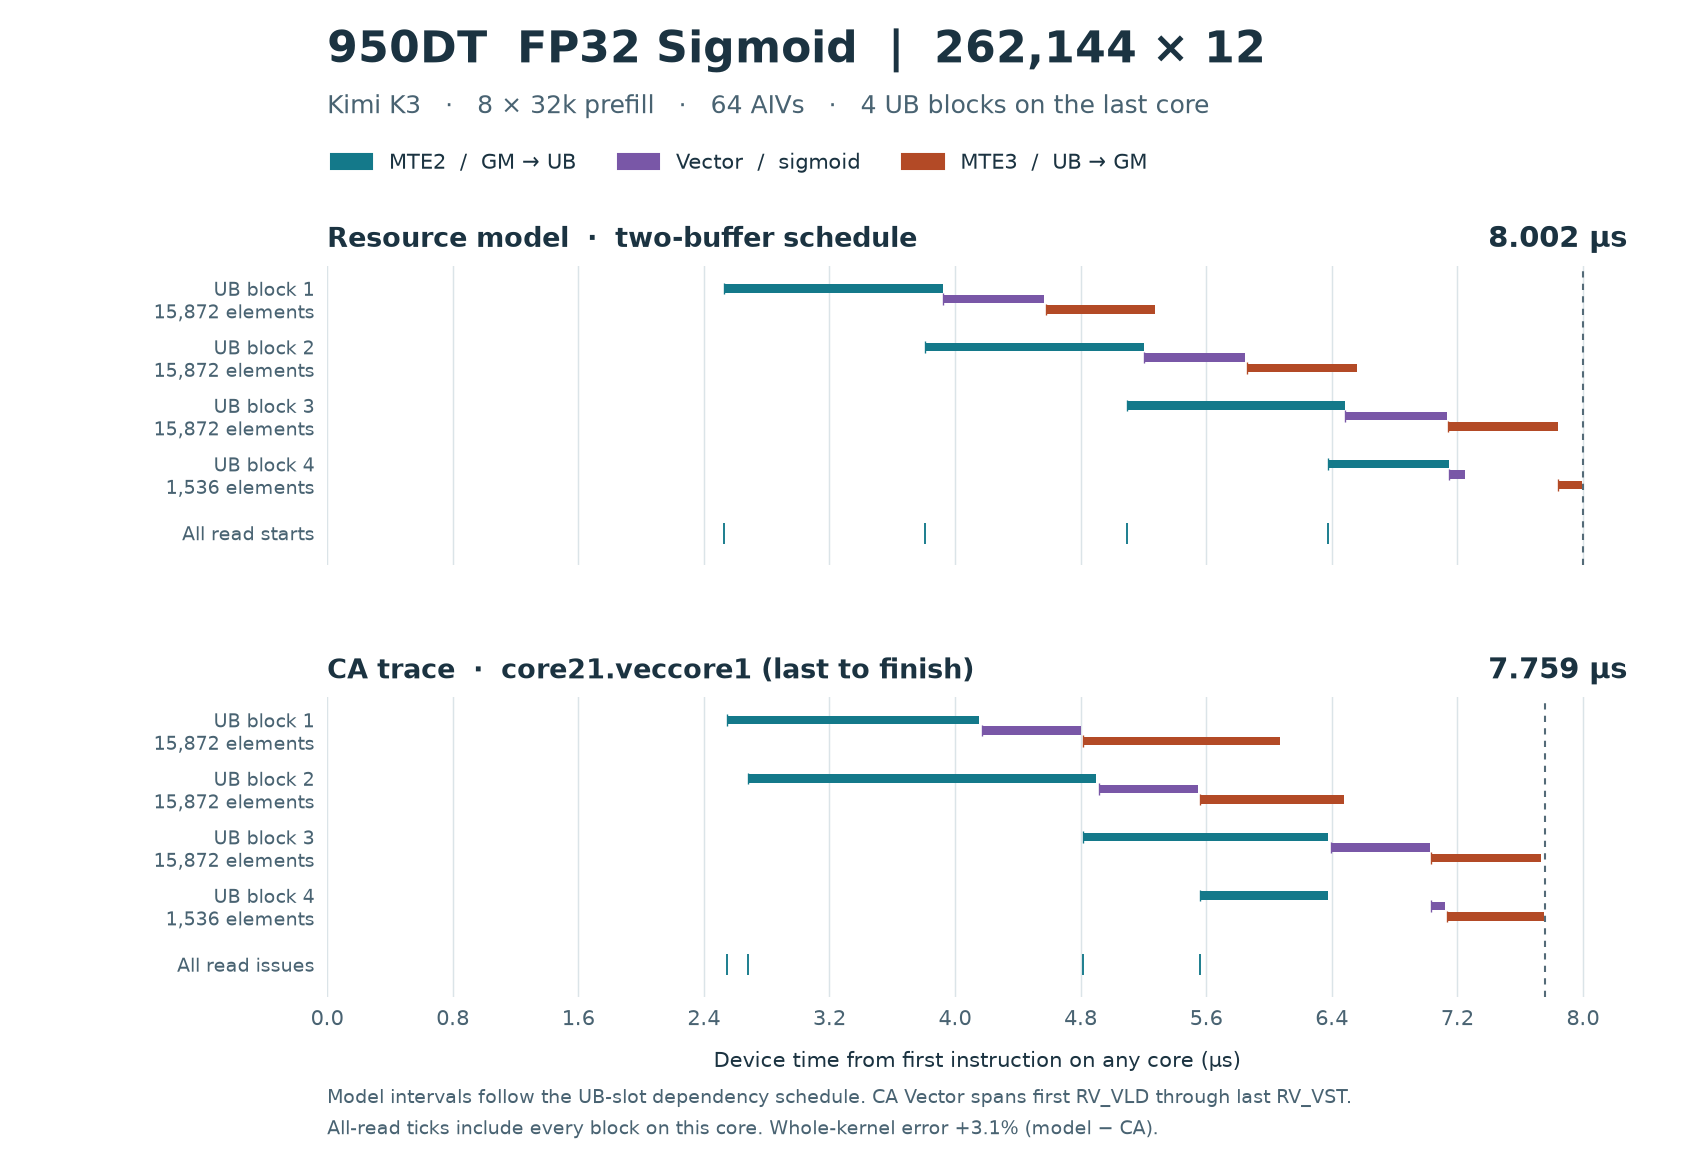 950DT FP32 Sigmoid | 262,144 × 12
Kimi K3 · 8 × 32k prefill · 64 AIVs · 4 UB blocks on the last core
MTE2 / GM → UB Vector / sigmoid MTE3 / UB → GM
Resource model · two-buffer schedule 8.002 µs
UB block 1
15,872 elements
UB block 2
15,872 elements
UB block 3
15,872 elements
UB block 4
1,536 elements
All read starts
CA trace · core21.veccore1 (last to finish) 7.759 µs
UB block 1
15,872 elements
UB block 2
15,872 elements
UB block 3
15,872 elements
UB block 4
1,536 elements
All read issues
0.0 0.8 1.6 2.4 3.2 4.0 4.8 5.6 6.4 7.2 8.0
Device time from first instruction on any core (µs)
Model intervals follow the UB-slot dependency schedule. CA Vector spans first RV_VLD through last RV_VST.
All-read ticks include every block on this core. Whole-kernel error +3.1% (model − CA).